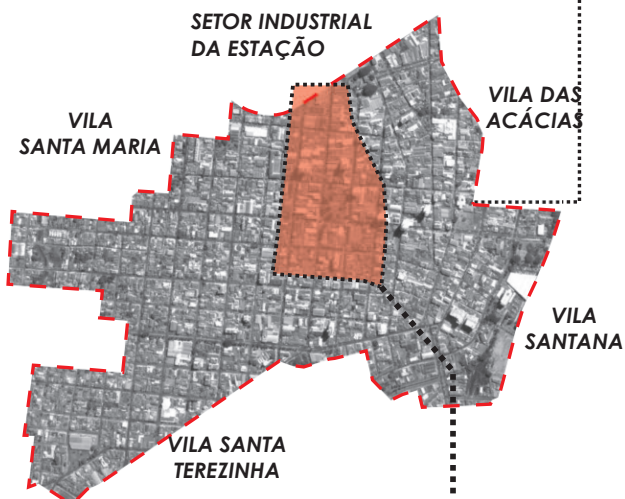 SETOR INDUSTRIAL
DA ESTAÇÃO
VILA DAS
ACÁCIAS
VILA
SANTA MARIA
VILA
SANTANA
VILA SANTA
TEREZINHA